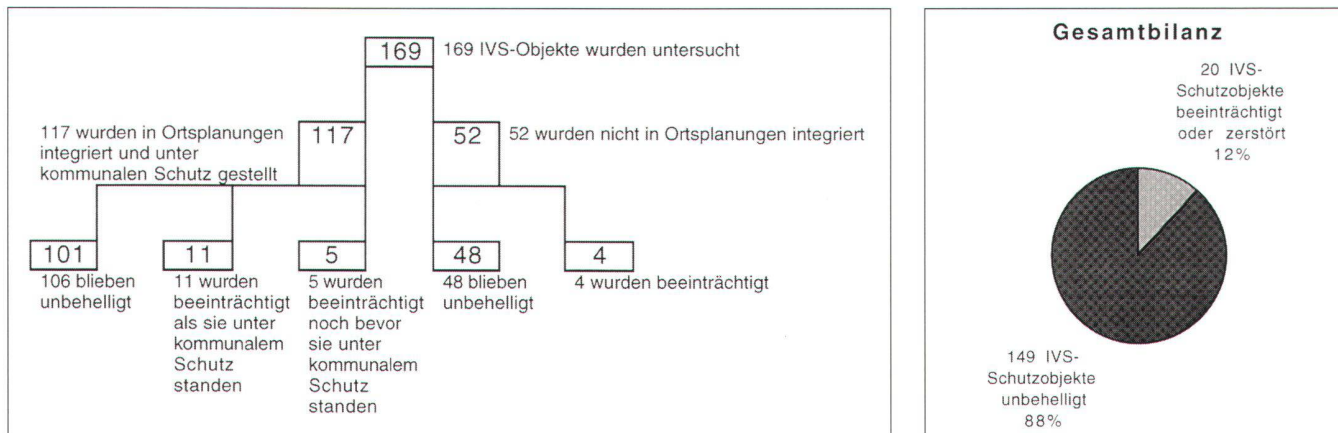 169
169 IVS-Objekte wurden untersucht
117 wurden in Ortsplanungen
integriert und unter
kommunalen Schutz gestellt
117
52
52 wurden nicht in Ortsplanungen integriert
101
106 blieben
unbehelligt
11
11 wurden
beeinträchtigt
als sie unter
kommunalem
Schutz
standen
5
5 wurden
beeinträchtigt
noch bevor
sie unter
kommunalem
Schutz
standen
48
48 blieben
unbehelligt
4
4 wurden beeinträchtigt
Gesamtbilanz
20 IVS-
Schutzobjekte
beeinträchtigt
oder zerstört
12%
149 IVS-
Schutzobjekte
unbehelligt
88%